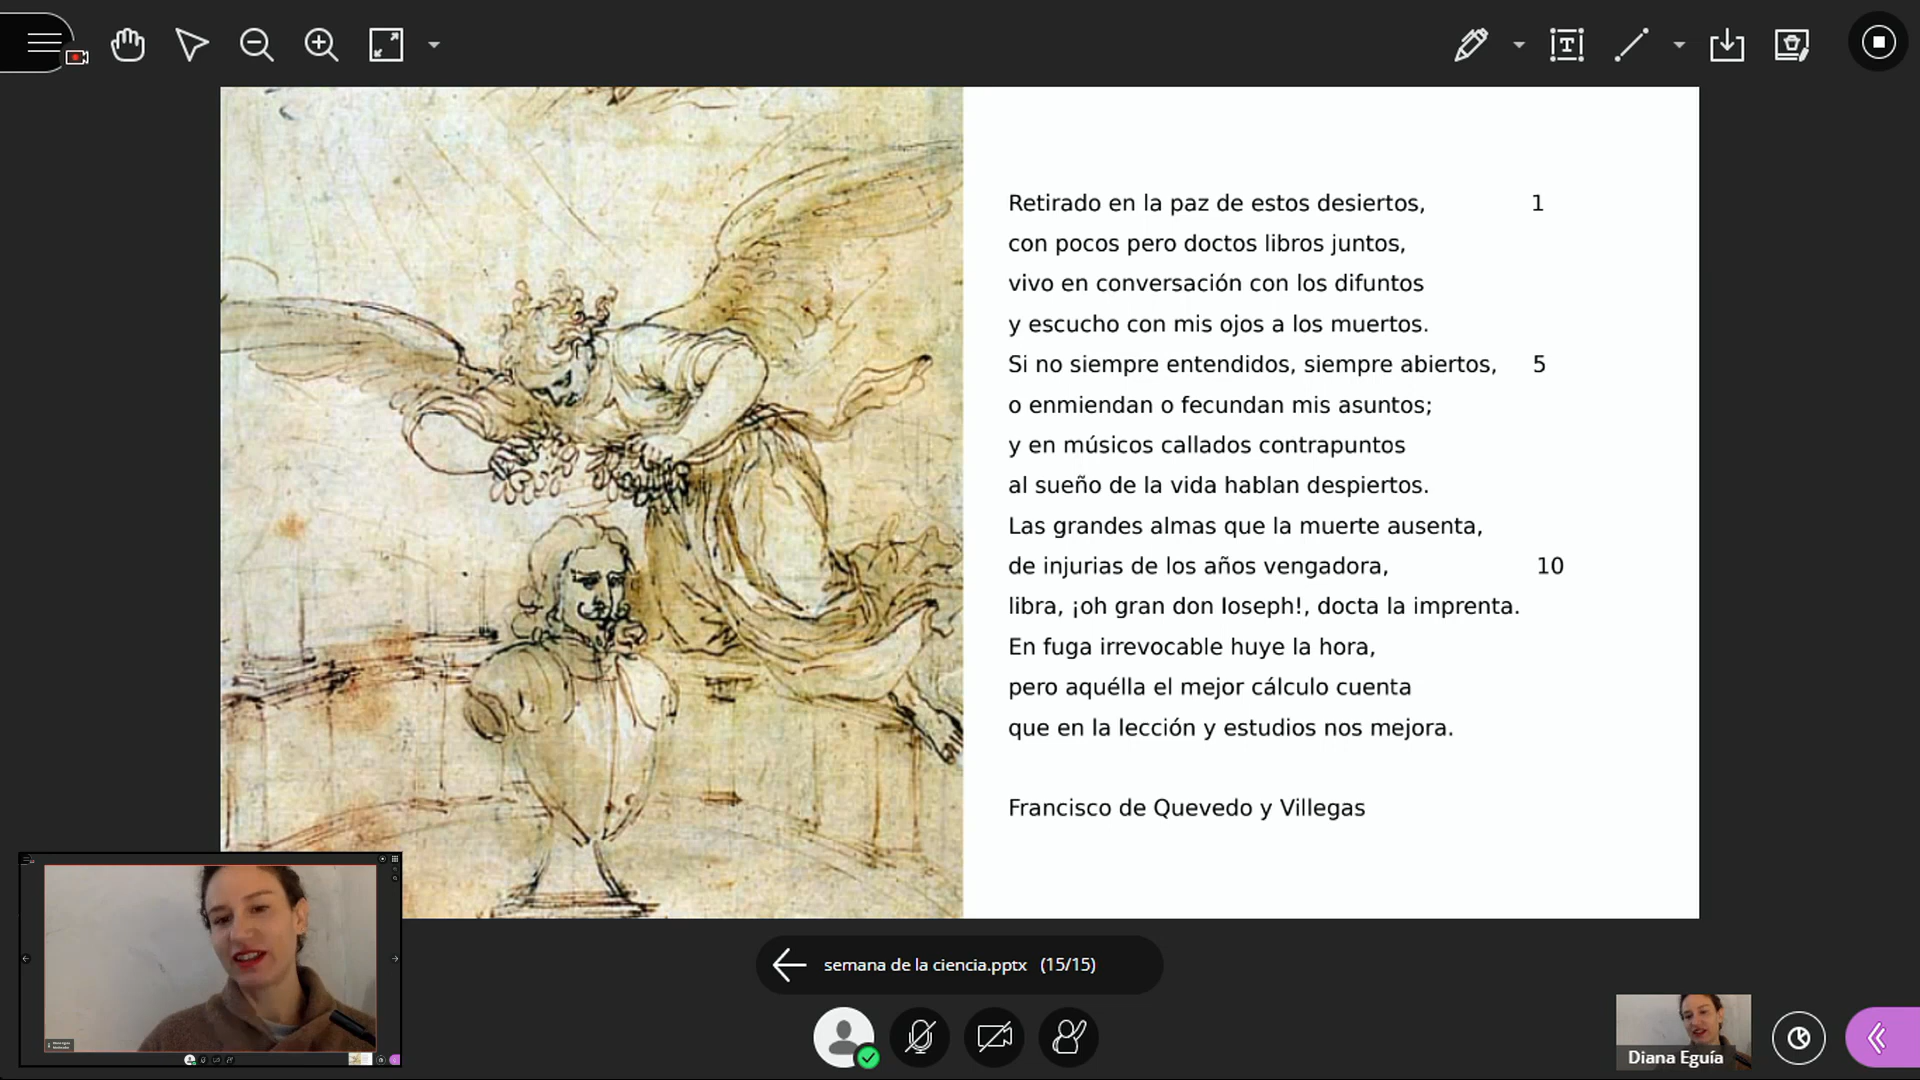 Retirado en la paz de estos desiertos, 1
con pocos pero doctos libros juntos,
vivo en conversación con los difuntos
y escucho con mis ojos a los muertos.
Si no siempre entendidos, siempre abiertos, 5
o enmiendan o fecundan mis asuntos;
y en músicos callados contrapuntos
al sueño de la vida hablan despiertos.
Las grandes almas que la muerte ausenta,
de injurias de los años vengadora, 10
libra, ¡oh gran don Ioseph!, docta la imprenta.
En fuga irrevocable huye la hora,
pero aquélla el mejor cálculo cuenta
que en la lección y estudios nos mejora.
Francisco de Quevedo y Villegas
semana de la ciencia.pptx (15/15)
Diana Eguía